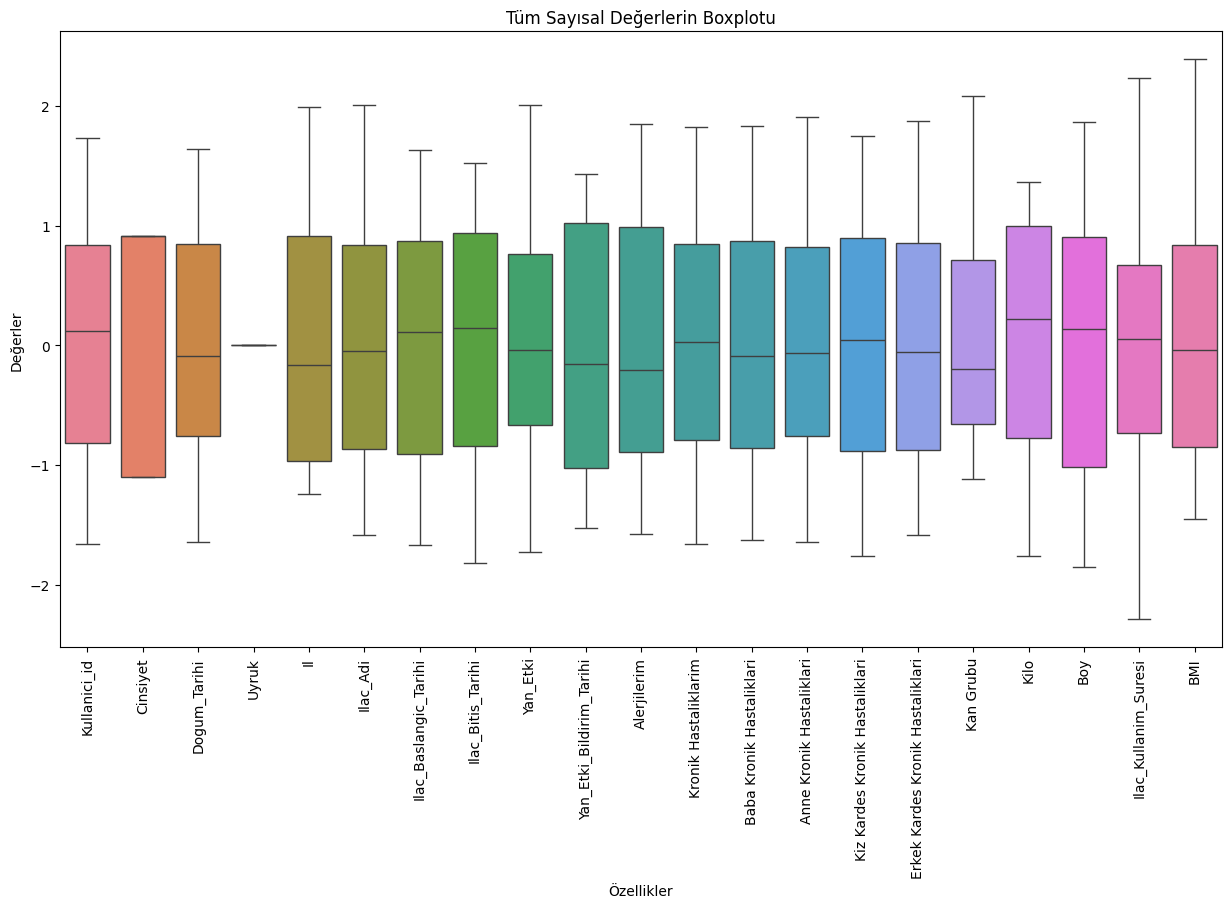 Tüm Sayısal Değerlerin Boxplotu
Değerler
2
1
0
−1
−2
Kullanici_id
Cinsiyet
Dogum_Tarihi
Uyruk
Il
Ilac_Adi
Ilac_Baslangic_Tarihi
Ilac_Bitis_Tarihi
Yan_Etki
Yan_Etki_Bildirim_Tarihi
Alerjilerim
Kronik Hastaliklarim
Baba Kronik Hastaliklari
Anne Kronik Hastaliklari
Kiz Kardes Kronik Hastaliklari
Erkek Kardes Kronik Hastaliklari
Kan Grubu
Kilo
Boy
Ilac_Kullanim_Suresi
BMI
Özellikler